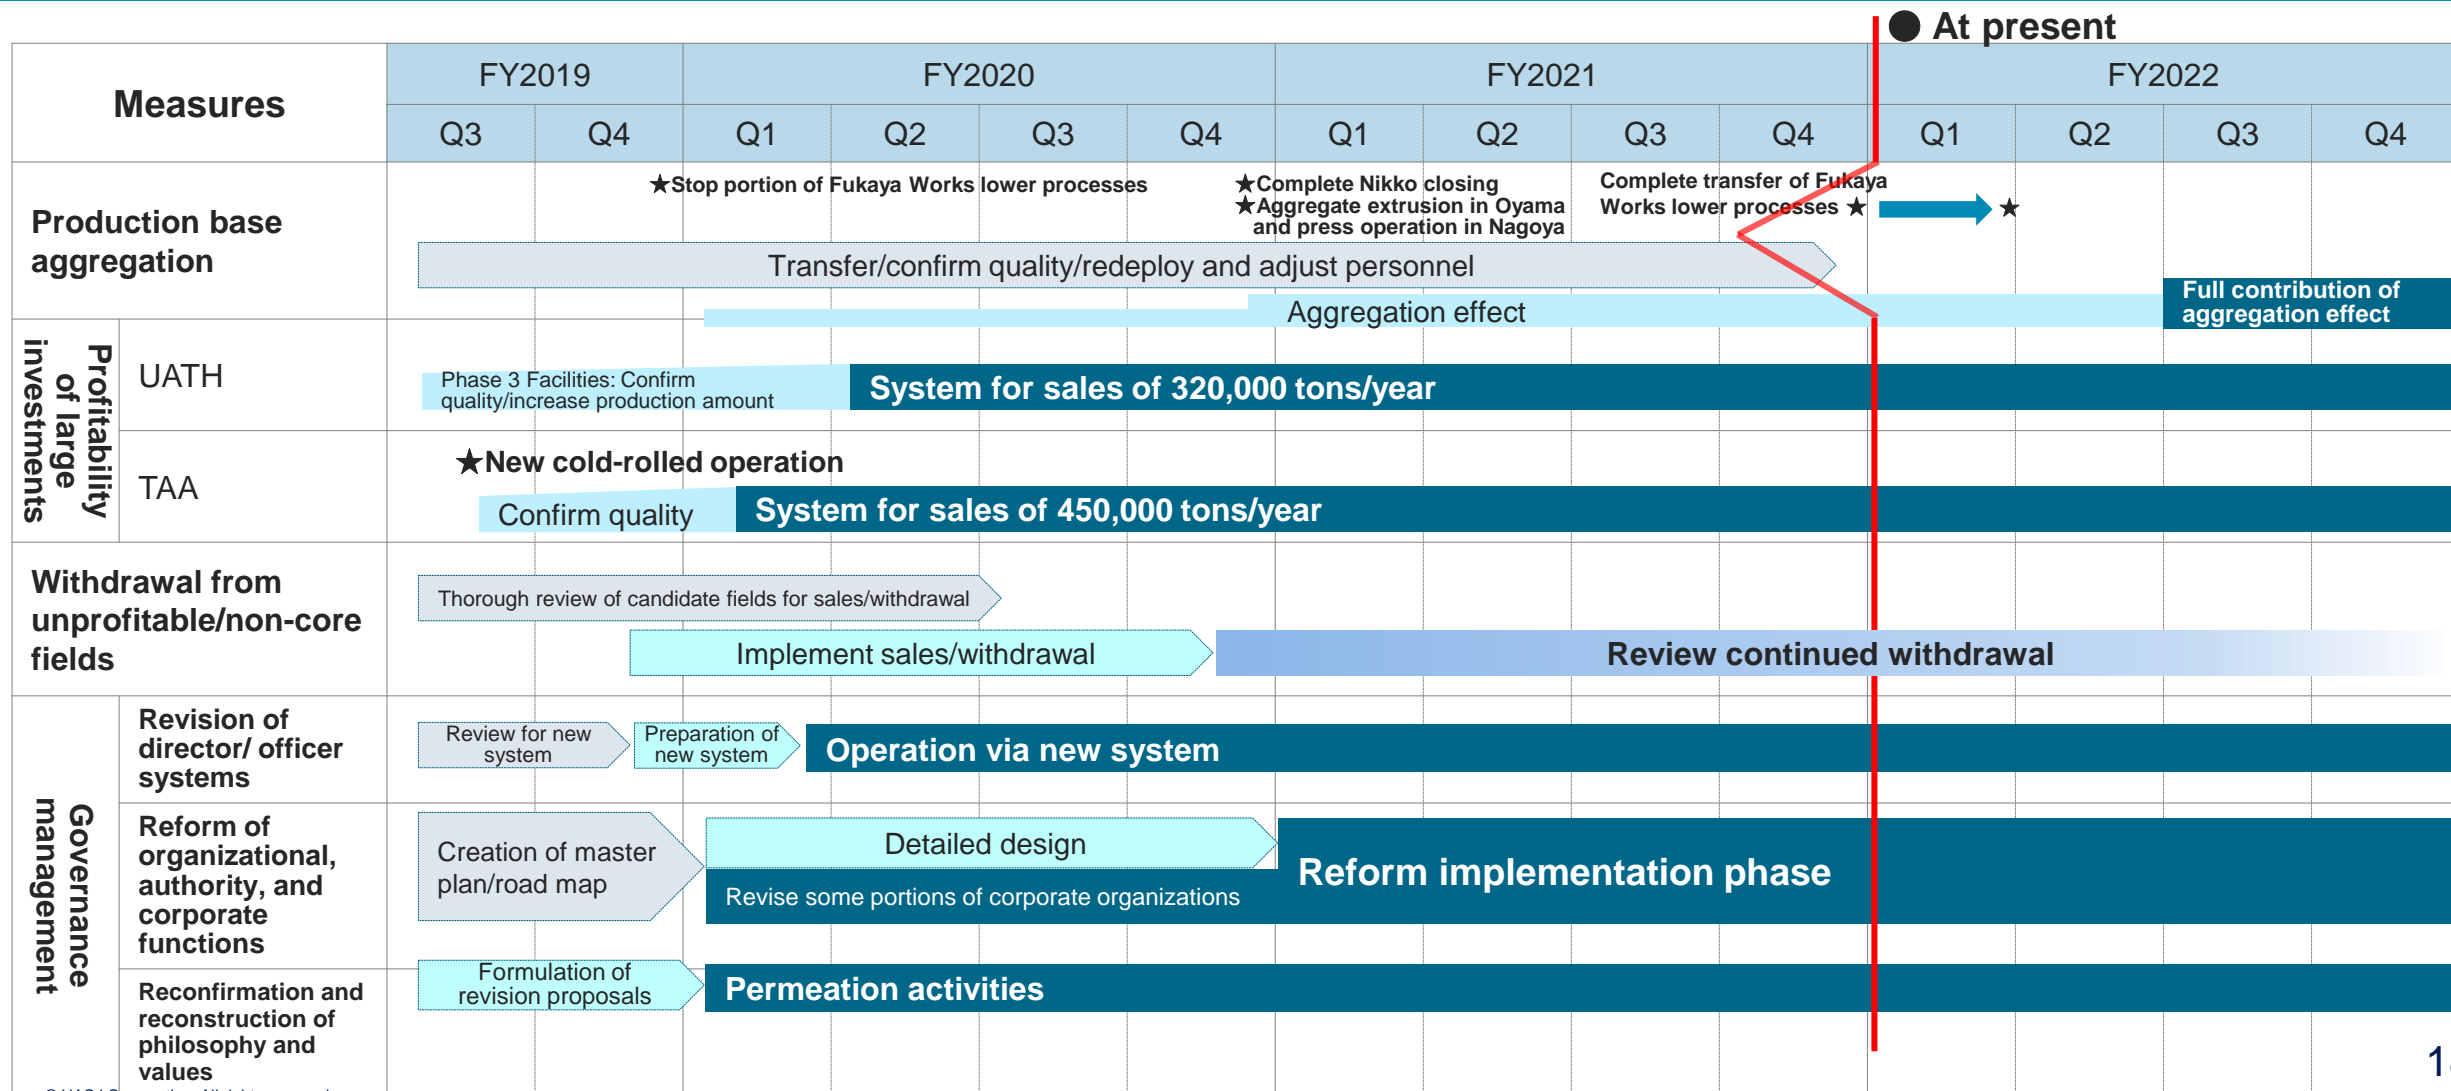 ● At present
Measures
FY2019
FY2020
FY2021
FY2022
Q3
Q4
Q1
Q2
Q3
Q4
Q1
Q2
Q3
Q4
Q1
Q2
Q3
Q4
Production base
aggregation
★Stop portion of Fukaya Works lower processes
★Complete Nikko closing
★Aggregate extrusion in Oyama
and press operation in Nagoya
Complete transfer of Fukaya
Works lower processes ★
★
Transfer/confirm quality/redeploy and adjust personnel
Aggregation effect
Full contribution of
aggregation effect
Profitability
of large
investments
UATH
Phase 3 Facilities: Confirm
quality/increase production amount
System for sales of 320,000 tons/year
TAA
★New cold-rolled operation
Confirm quality
System for sales of 450,000 tons/year
Withdrawal from
unprofitable/non-core
fields
Thorough review of candidate fields for sales/withdrawal
Implement sales/withdrawal
Review continued withdrawal
Governance
management
Revision of
director/ officer
systems
Review for new
system
Preparation of
new system
Operation via new system
Reform of
organizational,
authority, and
corporate
functions
Creation of master
plan/road map
Detailed design
Revise some portions of corporate organizations
Reform implementation phase
Reconfirmation and
reconstruction of
philosophy and
values
Formulation of
revision proposals
Permeation activities